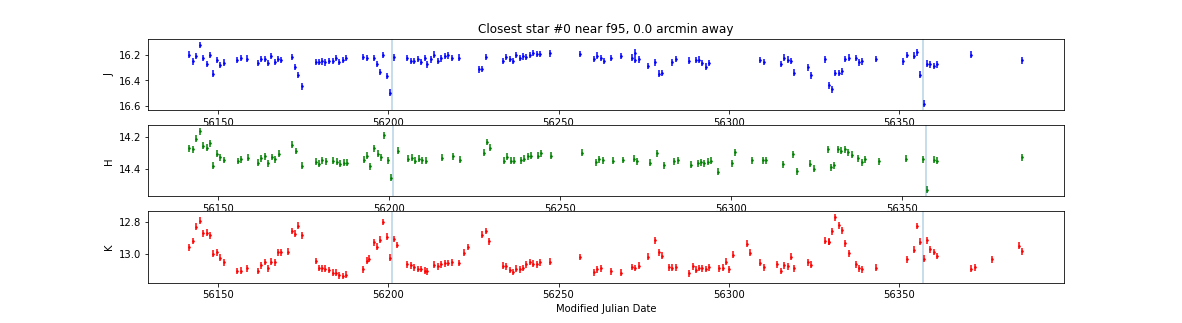 Closest star #0 near f95, 0.0 arcmin away
16.2
16.4
16.6
J
56150 56200 56250 56300 56350
14.2
14.4
H
56150 56200 56250 56300 56350
12.8
13.0
K
56150 56200 56250 56300 56350
Modified Julian Date